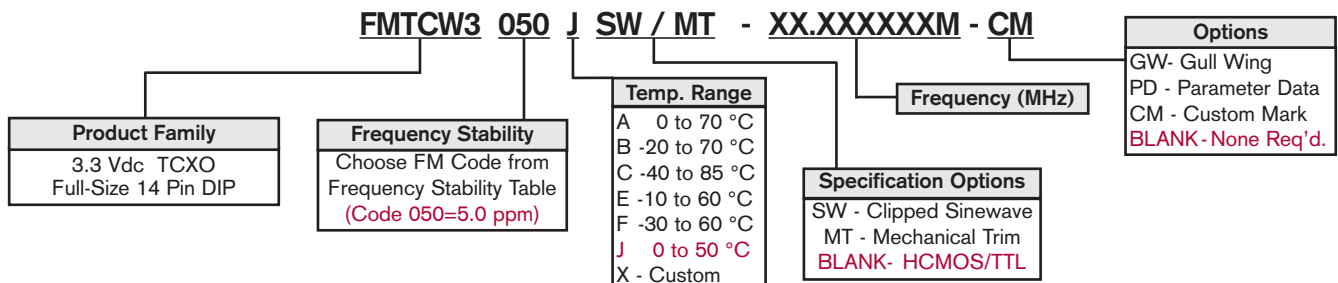 FMTCW3 050 J SW / MT - XX.XXXXXXM - CM
Product Family
3.3 Vdc TCXO
Full-Size 14 Pin DIP
Frequency Stability
Choose FM Code from
Frequency Stability Table
(Code 050=5.0 ppm)
Temp. Range
A 0 to 70 °C
B -20 to 70 °C
C -40 to 85 °C
E -10 to 60 °C
F -30 to 60 °C
J 0 to 50 °C
X - Custom
Specification Options
SW - Clipped Sinewave
MT - Mechanical Trim
BLANK- HCMOS/TTL
Frequency (MHz)
Options
GW- Gull Wing
PD - Parameter Data
CM - Custom Mark
BLANK - None Req'd.